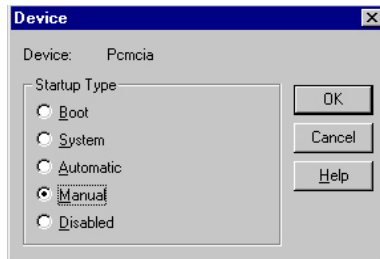 Device
Device: Pcmcia
Startup Type
Boot
System
Automatic
Manual
Disabled
OK
Cancel
Help